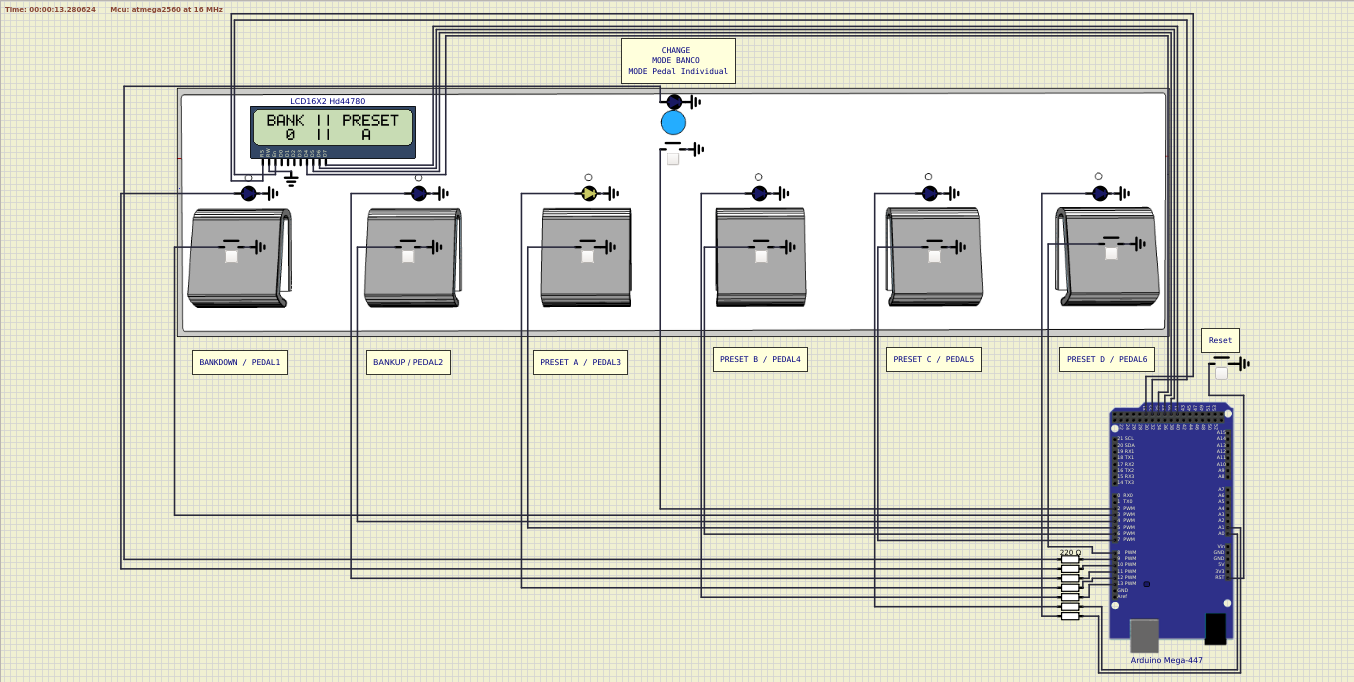 Time: 00:00:13.280624 Mcu: atmega2560 at 16 MHz
CHANGE
MODE BANCO
MODE Pedal Individual
LCD16X2 Hd44780
BANK || PRESET
0 || A
BANKDOWN / PEDAL1
BANKUP / PEDAL2
PRESET A / PEDAL3
PRESET B / PEDAL4
PRESET C / PEDAL5
PRESET D / PEDAL6
Reset
220 Ω
21 SCL
20 SDA
19 RX1
18 TX1
17 RX2
16 TX2
15 RX3
14 TX3
0 RX0
1 TX0
2 PWM
3 PWM
4 PWM
5 PWM
6 PWM
7 PWM
8 PWM
9 PWM
10 PWM
11 PWM
12 PWM
13 PWM
GND
Aref
A15
A14
A13
A12
A11
A10
A9
A8
A7
A6
A5
A4
A3
A2
A1
A0
Vin
GND
GND
5V
3V3
RST
Arduino Mega-447